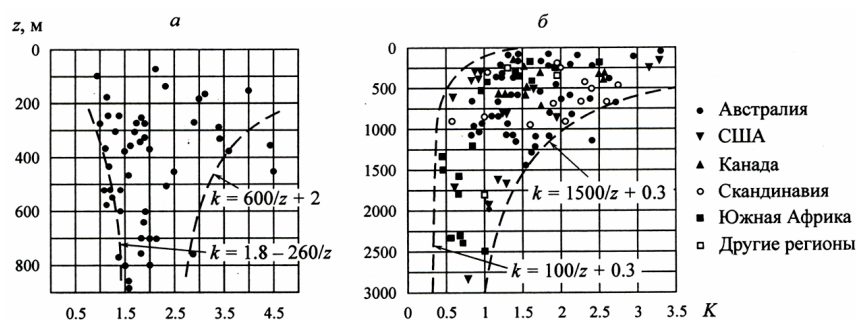 z, м
а
0
200
400
600
800
0.5
1.5
2.5
3.5
4.5
k = 600/z + 2
k = 1.8 – 260/z
б
0
500
1000
1500
2000
2500
3000
0
0.5
1
1.5
2
2.5
3
3.5
K
k = 1500/z + 0.3
k = 100/z + 0.3
Австралия
США
Канада
Скандинавия
Южная Африка
Другие регионы